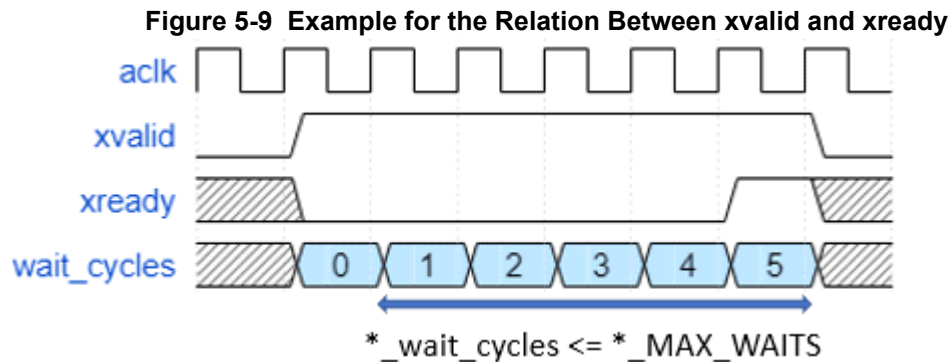 Figure 5-9 Example for the Relation Between xvalid and xready
aclk
xvalid
xready
wait_cycles 0 1 2 3 4 5
*_wait_cycles <= *_MAX_WAITS